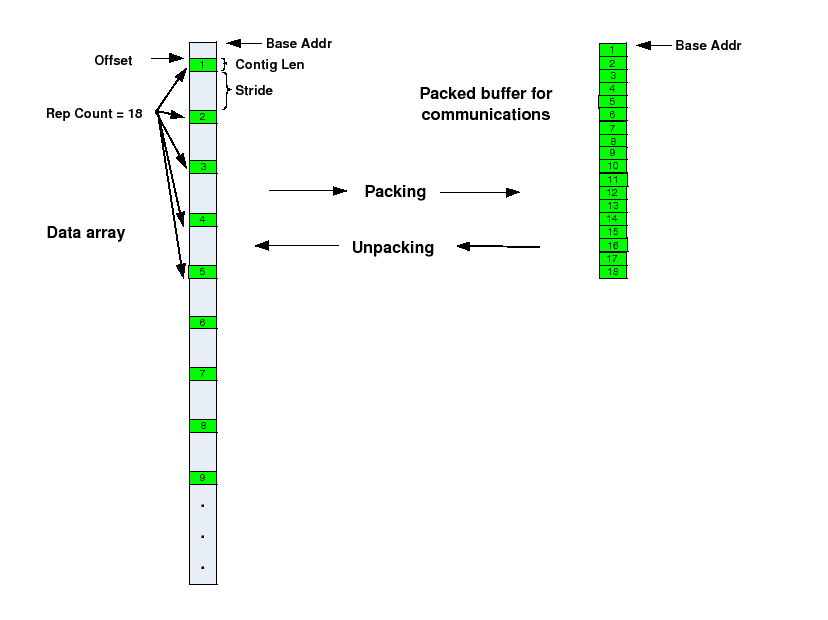 Base Addr
Offset
1
Contig Len
Stride
Rep Count = 18
2
3
4
Data array
5
6
7
8
9
.
.
.
Packed buffer for
communications
Packing
Unpacking
Base Addr
1
2
3
4
5
6
7
8
9
10
11
12
13
14
15
16
17
18